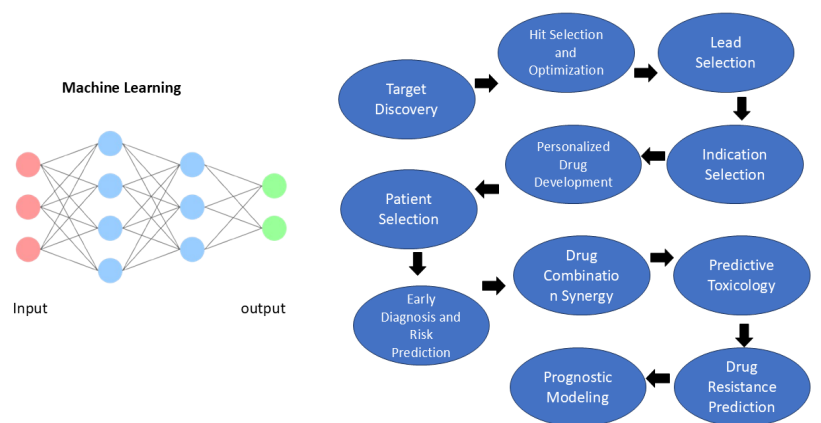 Machine Learning
Input
output
Target
Discovery
Hit Selection
and
Optimization
Lead
Selection
Indication
Selection
Personalized
Drug
Development
Patient
Selection
Early
Diagnosis and
Risk
Prediction
Drug
Combinatio
n Synergy
Predictive
Toxicology
Drug
Resistance
Prediction
Prognostic
Modeling